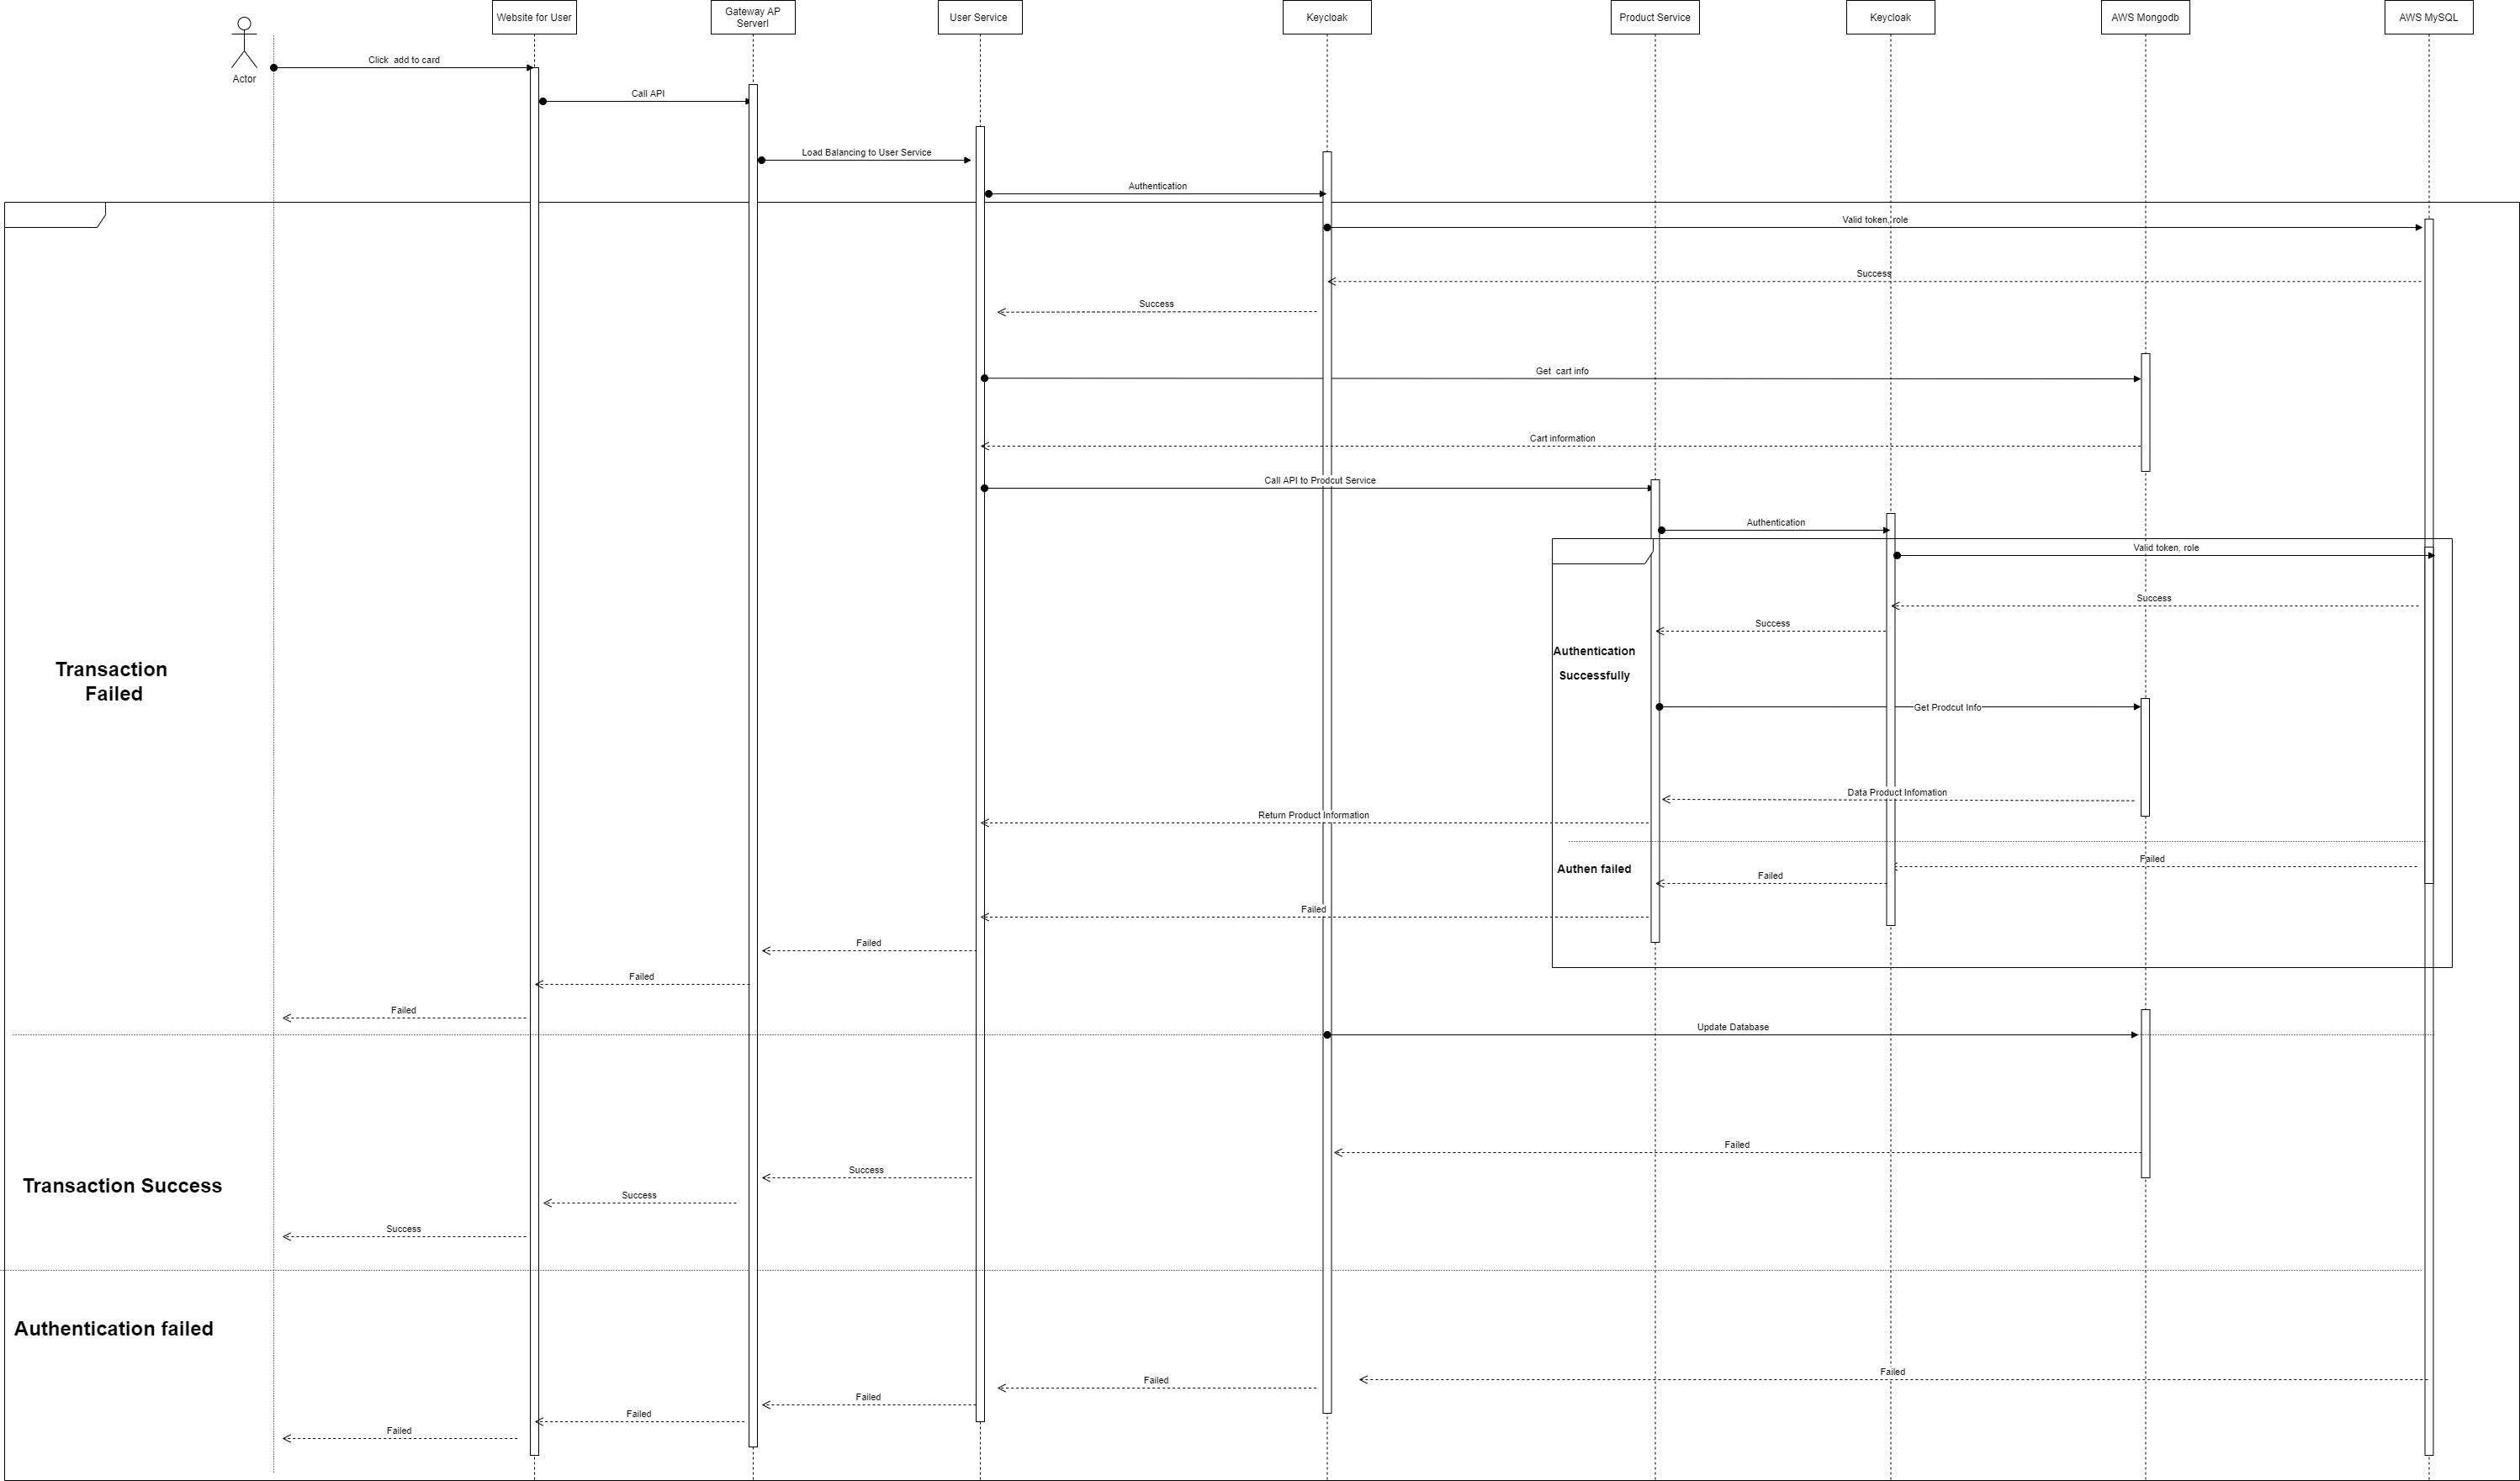 Website for User
Gateway AP
ServerI
User Service
Keycloak
Product Service
Keycloak
AWS Mongodb
AWS MySQL
Actor
Click  add to card
Call API
Load Balancing to User Service
Authentication
Valid token, role
Success
Success
Get  cart info
Cart information
Call API to Prodcut Service
Authentication
Valid token, role
Success
Success
Authentication
Successfully
Transaction
Failed
Get Prodcut Info
Data Product Infomation
Return Product Information
Failed
Authen failed
Failed
Failed
Failed
Failed
Failed
Update Database
Failed
Success
Transaction Success
Success
Success
Authentication failed
Failed
Failed
Failed
Failed
Failed